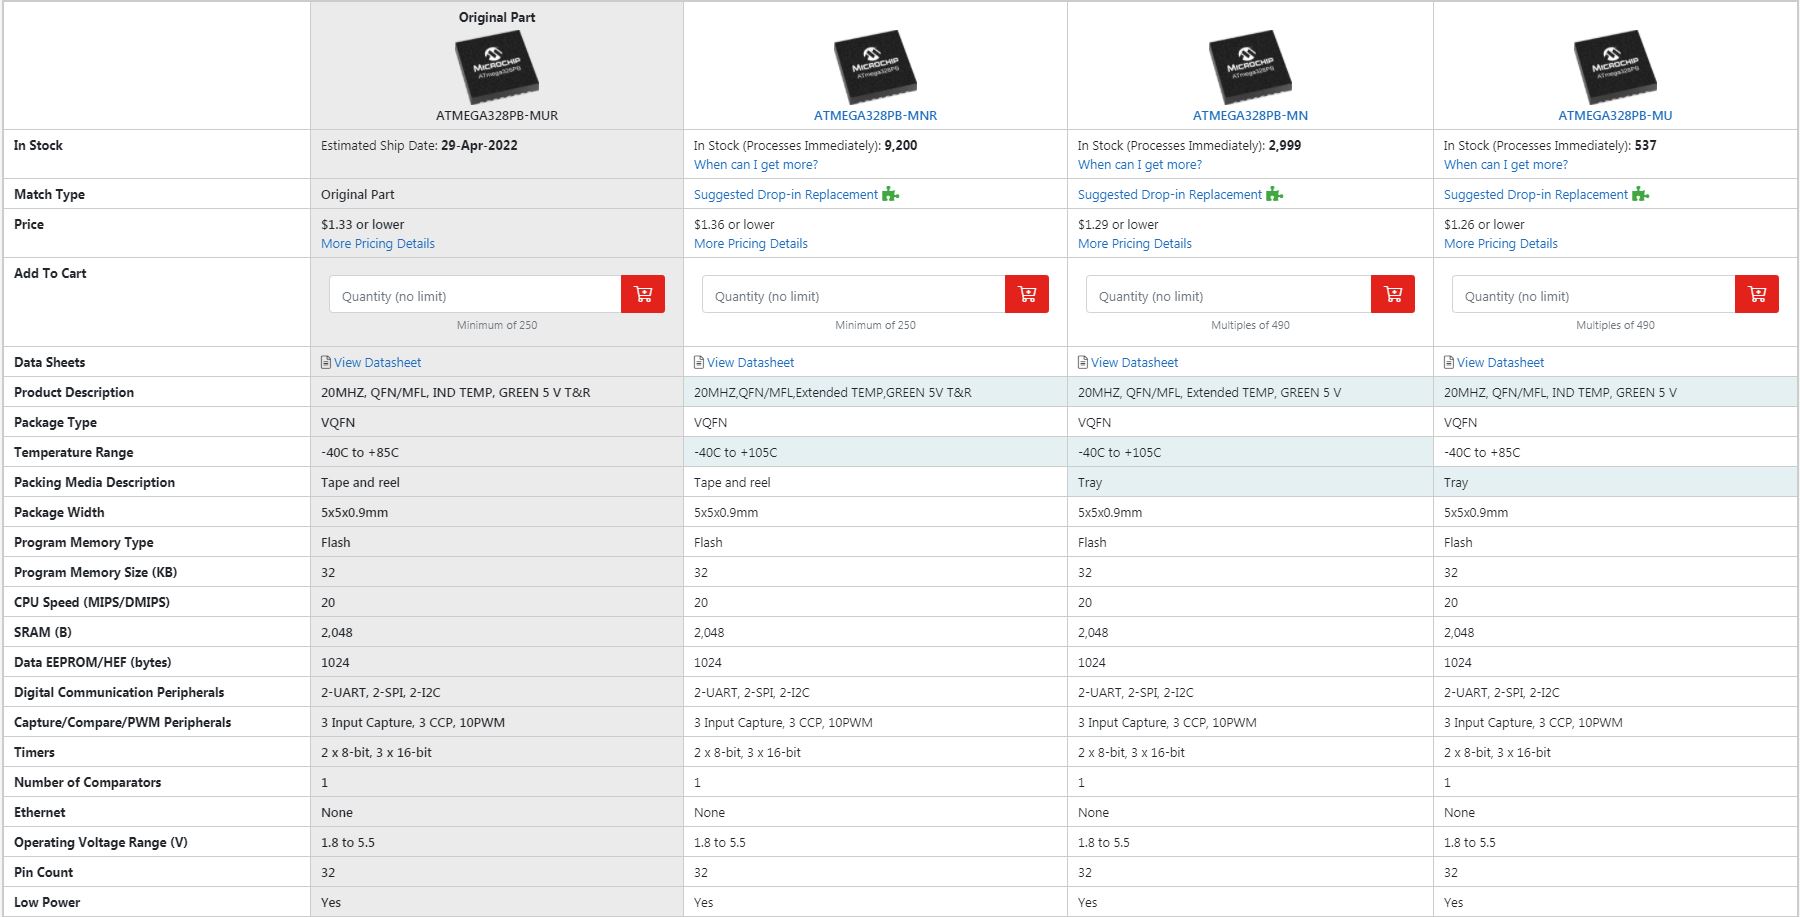 Original Part
MICROCHIP
ATmega328PB
MICROCHIP
ATmega328PB
MICROCHIP
ATmega328PB
MICROCHIP
ATmega328PB
ATMEGA328PB-MUR ATMEGA328PB-MNR ATMEGA328PB-MN ATMEGA328PB-MU
In Stock Estimated Ship Date: 29-Apr-2022 In Stock (Processes Immediately): 9,200 In Stock (Processes Immediately): 2,999 In Stock (Processes Immediately): 537
When can I get more? When can I get more? When can I get more?
Match Type Original Part Suggested Drop-in Replacement Suggested Drop-in Replacement Suggested Drop-in Replacement
Price $1.33 or lower $1.36 or lower $1.29 or lower $1.26 or lower
More Pricing Details More Pricing Details More Pricing Details More Pricing Details
Add To Cart
Quantity (no limit) Quantity (no limit) Quantity (no limit) Quantity (no limit)
Minimum of 250 Minimum of 250 Multiples of 490 Multiples of 490
Data Sheets View Datasheet View Datasheet View Datasheet View Datasheet
Product Description 20MHZ, QFN/MFL, IND TEMP, GREEN 5 V T&R 20MHZ,QFN/MFL,Extended TEMP,GREEN 5V T&R 20MHZ, QFN/MFL, Extended TEMP, GREEN 5 V 20MHZ, QFN/MFL, IND TEMP, GREEN 5 V
Package Type VQFN VQFN VQFN VQFN
Temperature Range -40C to +85C -40C to +105C -40C to +105C -40C to +85C
Packing Media Description Tape and reel Tape and reel Tray Tray
Package Width 5x5x0.9mm 5x5x0.9mm 5x5x0.9mm 5x5x0.9mm
Program Memory Type Flash Flash Flash Flash
Program Memory Size (KB) 32 32 32 32
CPU Speed (MIPS/DMIPS) 20 20 20 20
SRAM (B) 2,048 2,048 2,048 2,048
Data EEPROM/HEF (bytes) 1024 1024 1024 1024
Digital Communication Peripherals 2-UART, 2-SPI, 2-I2C 2-UART, 2-SPI, 2-I2C 2-UART, 2-SPI, 2-I2C 2-UART, 2-SPI, 2-I2C
Capture/Compare/PWM Peripherals 3 Input Capture, 3 CCP, 10PWM 3 Input Capture, 3 CCP, 10PWM 3 Input Capture, 3 CCP, 10PWM 3 Input Capture, 3 CCP, 10PWM
Timers 2 x 8-bit, 3 x 16-bit 2 x 8-bit, 3 x 16-bit 2 x 8-bit, 3 x 16-bit 2 x 8-bit, 3 x 16-bit
Number of Comparators 1 1 1 1
Ethernet None None None None
Operating Voltage Range (V) 1.8 to 5.5 1.8 to 5.5 1.8 to 5.5 1.8 to 5.5
Pin Count 32 32 32 32
Low Power Yes Yes Yes Yes